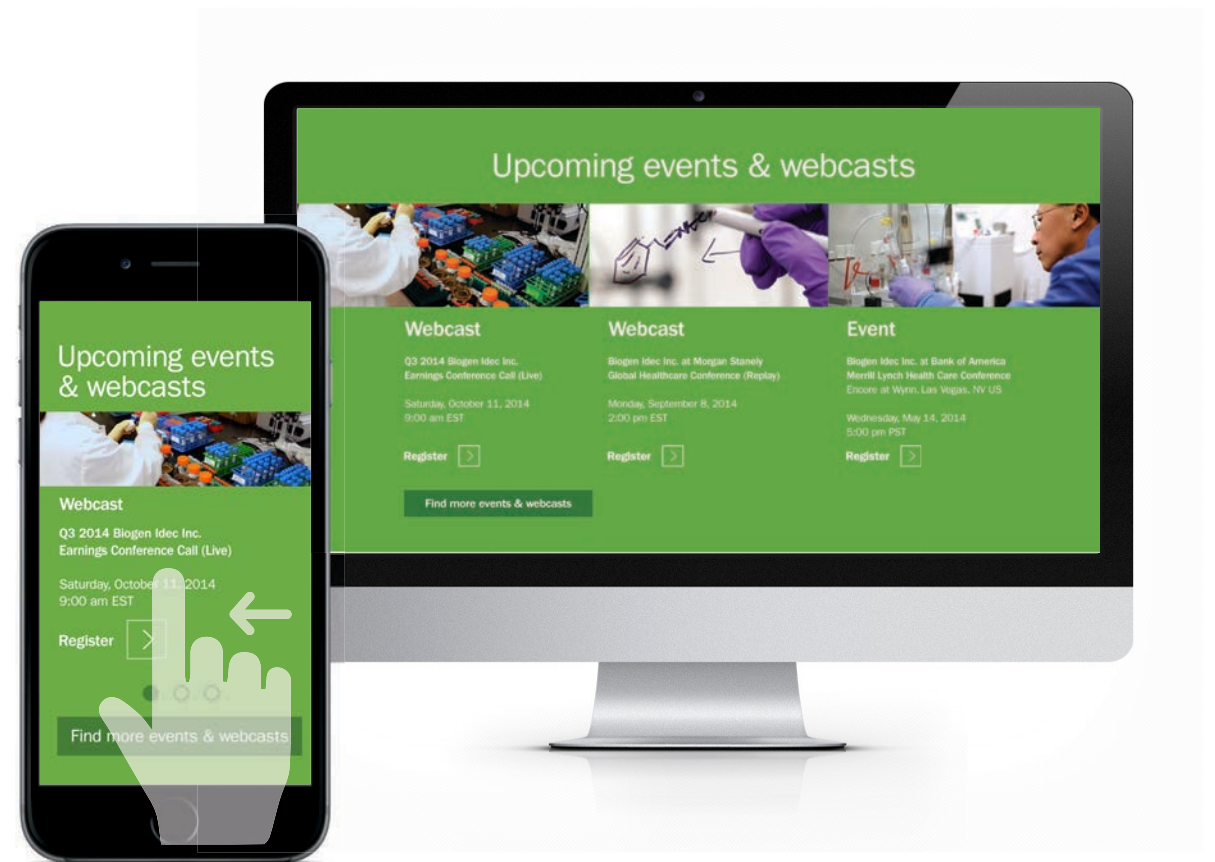 Upcoming events & webcasts
Webcast
Q3 2014 Biogen Idec Inc.
Earnings Conference Call (Live)
Saturday, October 11, 2014
9:00 am EST
Register
Webcast
Biogen Idec Inc. at Morgan Stanely
Global Healthcare Conference (Replay)
Monday, September 8, 2014
2:00 pm EST
Register
Event
Biogen Idec Inc. at Bank of America
Merrill Lynch Health Care Conference
Encore at Wynn, Las Vegas, NV US
Wednesday, May 14, 2014
5:00 pm PST
Register
Find more events & webcasts
Upcoming events
& webcasts
Webcast
Q3 2014 Biogen Idec Inc.
Earnings Conference Call (Live)
Saturday, October 11, 2014
9:00 am EST
Register
Find more events & webcasts